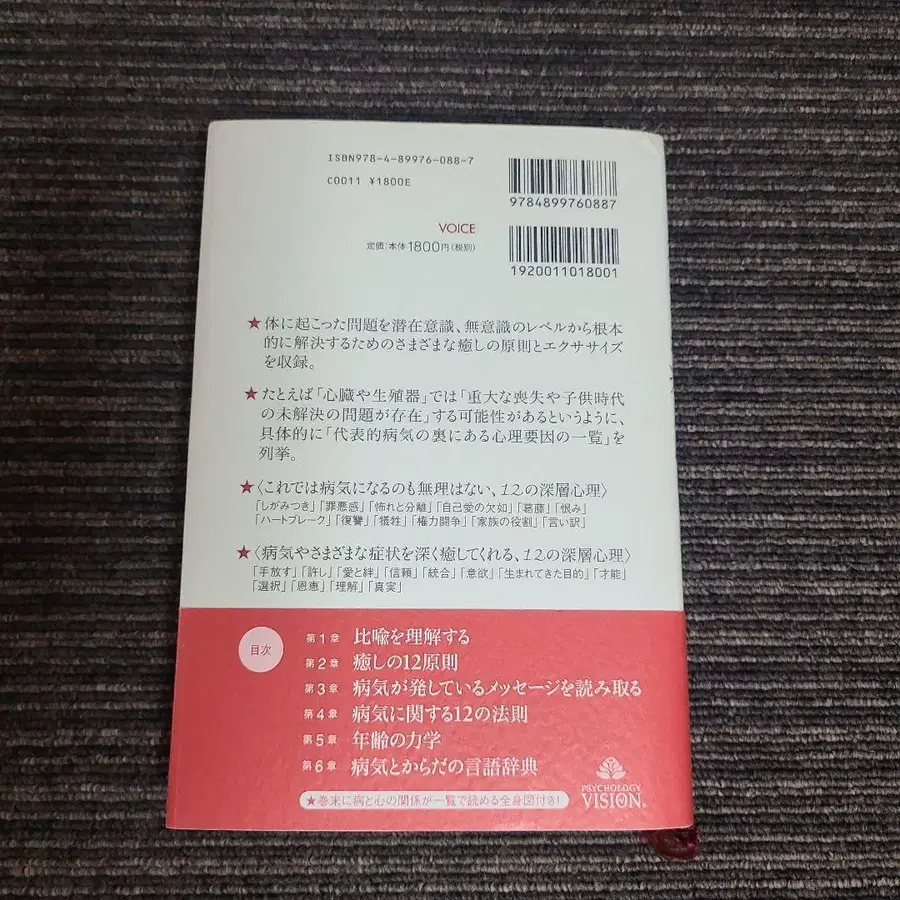 ISBN978-4-89976-088-7
C0011 ¥1800E
9784899760887
VOICE
定価:本体1800円(税別)
1920011018001
★体に起こった問題を潜在意識、無意識のレベルから根本
的に解決するためのさまざまな癒しの原則とエクササイズ
を収録。
★たとえば「心臓や生殖器」では「重大な喪失や子供時代
の未解決の問題が存在」する可能性があるというように、
具体的に「代表的病気の裏にある心理要因の一覧」を
列挙。
★〈これでは病気になるのも無理はない、12の深層心理〉
「しがみつき」「罪悪感」「怖れと分離」「自己愛の欠如」「葛藤」「恨み」
「ハートブレーク」「復讐」「犠牲」「権力闘争」「家族の役割」「言い訳」
★〈病気やさまざまな症状を深く癒してくれる、12の深層心理〉
「手放す」「許し」「愛と絆」「信頼」「統合」「意欲」「生まれてきた目的」「才能」
「選択」「恩恵」「理解」「真実」
目次
第1章 比喩を理解する
第2章 癒しの12原則
第3章 病気が発しているメッセージを読み取る
第4章 病気に関する12の法則
第5章 年齢の力学
第6章 病気とからだの言語辞典
★巻末に病と心の関係が一覧で読める全身図付き!
PSYCHOLOGY
VISION